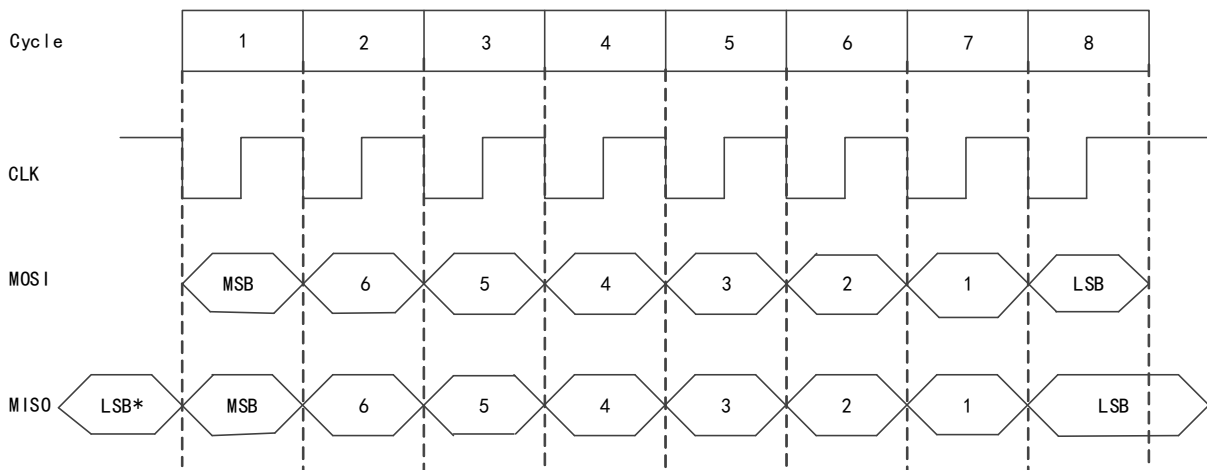 Cycle 1 2 3 4 5 6 7 8
CLK
MOSI MSB 6 5 4 3 2 1 LSB
MISO LSB* MSB 6 5 4 3 2 1 LSB